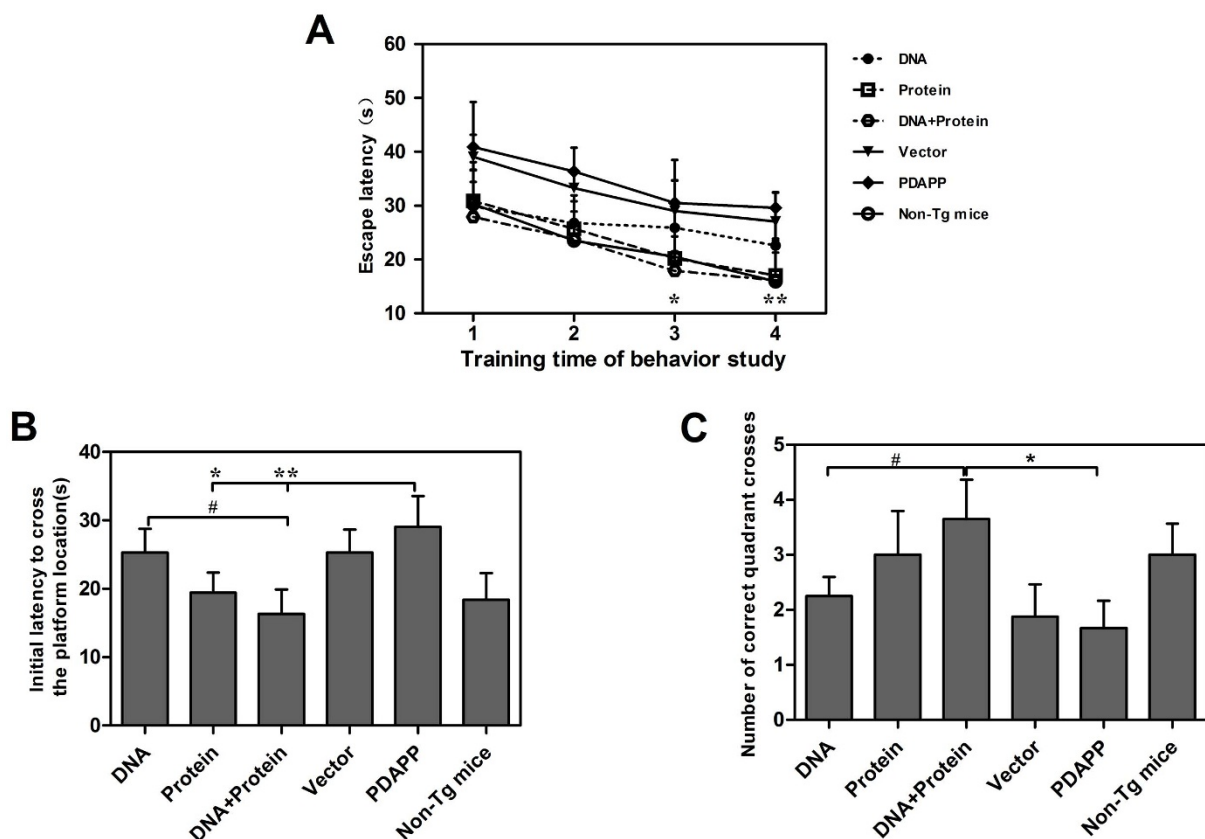 A
60
50
40
30
20
10
Escape latency (s)
1 2 3 4
* **
Training time of behavior study
DNA
Protein
DNA+Protein
Vector
PDAPP
Non-Tg mice
B
40
30
20
10
0
Initial latency to cross
the platform location(s)
* **
#
DNA
Protein
DNA+Protein
Vector
PDAPP
Non-Tg mice
C
5
4
3
2
1
0
Number of correct quadrant crosses
# *
DNA
Protein
DNA+Protein
Vector
PDAPP
Non-Tg mice